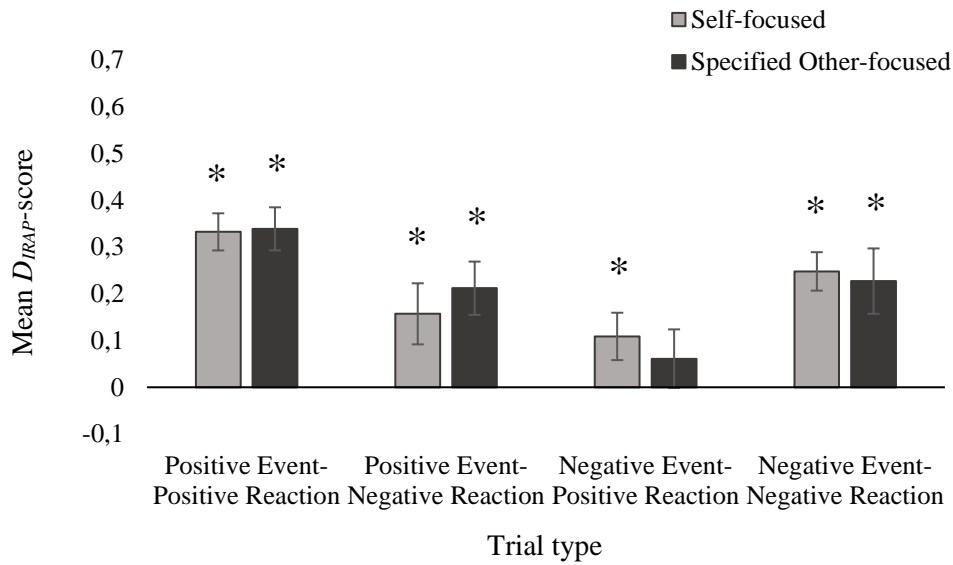 Self-focused
Specified Other-focused
0,7
0,6
0,5
0,4
0,3
0,2
0,1
0
-0,1
Mean D_IRAP-score
* * * * * * *
Positive Event-
Positive Reaction
Positive Event-
Negative Reaction
Negative Event-
Positive Reaction
Negative Event-
Negative Reaction
Trial type